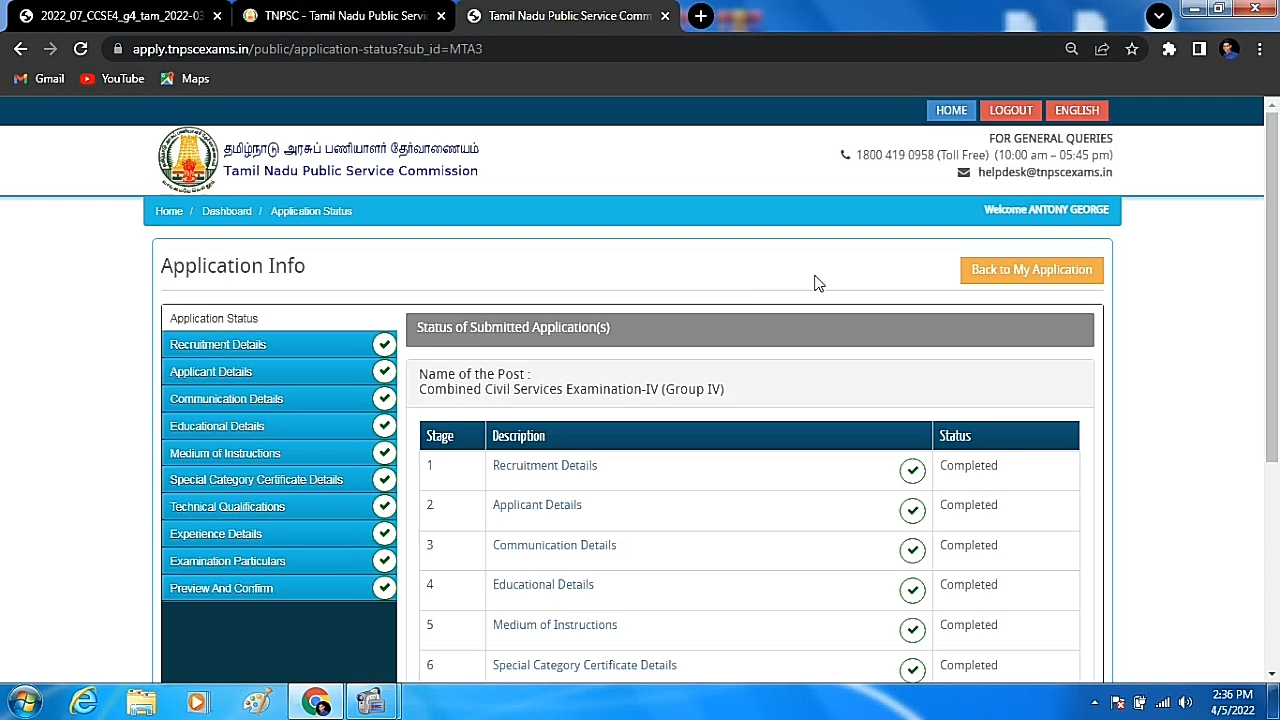 2022_07_CCSE4_g4_tam_2022-03
TNPSC - Tamil Nadu Public Servic
Tamil Nadu Public Service Comm
apply.tnpscexams.in/public/application-status?sub_id=MTA3
Gmail YouTube Maps
HOME LOGOUT ENGLISH
தமிழ்நாடு அரசுப் பணியாளர் தேர்வாணையம்
Tamil Nadu Public Service Commission
FOR GENERAL QUERIES
1800 419 0958 (Toll Free) (10:00 am – 05:45 pm)
helpdesk@tnpscexams.in
Home / Dashboard / Application Status
Welcome ANTONY GEORGE
Application Info
Back to My Application
Application Status
Recruitment Details
Applicant Details
Communication Details
Educational Details
Medium of Instructions
Special Category Certificate Details
Technical Qualifications
Experience Details
Examination Particulars
Preview And Confirm
Status of Submitted Application(s)
Name of the Post :
Combined Civil Services Examination-IV (Group IV)
Stage Description Status
1 Recruitment Details Completed
2 Applicant Details Completed
3 Communication Details Completed
4 Educational Details Completed
5 Medium of Instructions Completed
6 Special Category Certificate Details Completed
2:36 PM
4/5/2022